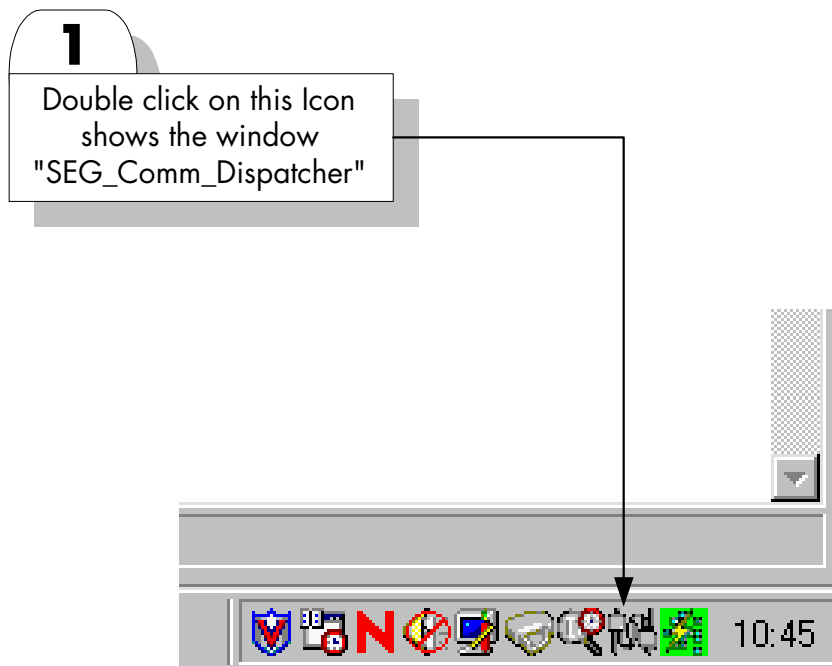 1
Double click on this Icon
shows the window
"SEG_Comm_Dispatcher"
N
10:45